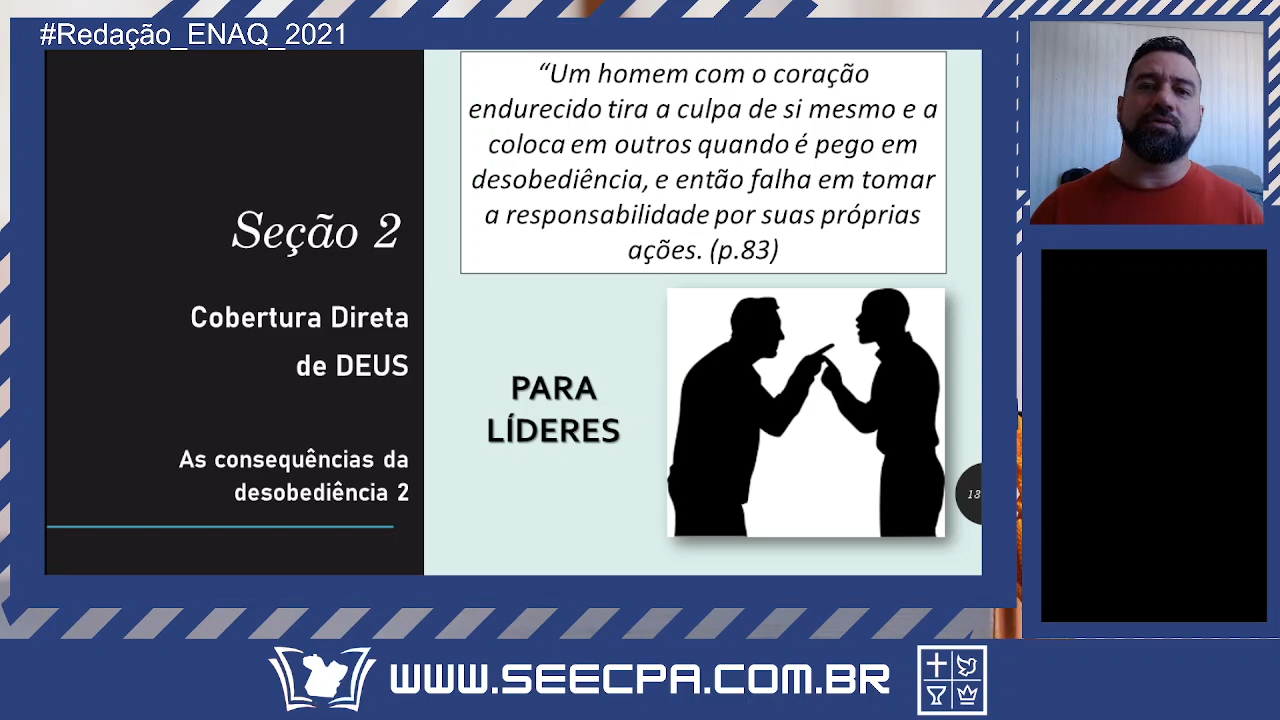 #Redação_ENAQ_2021
Seção 2
Cobertura Direta
de DEUS
As consequências da
desobediência 2
“Um homem com o coração
endurecido tira a culpa de si mesmo e a
coloca em outros quando é pego em
desobediência, e então falha em tomar
a responsabilidade por suas próprias
ações. (p.83)
PARA
LÍDERES
13
WWW.SEECPA.COM.BR